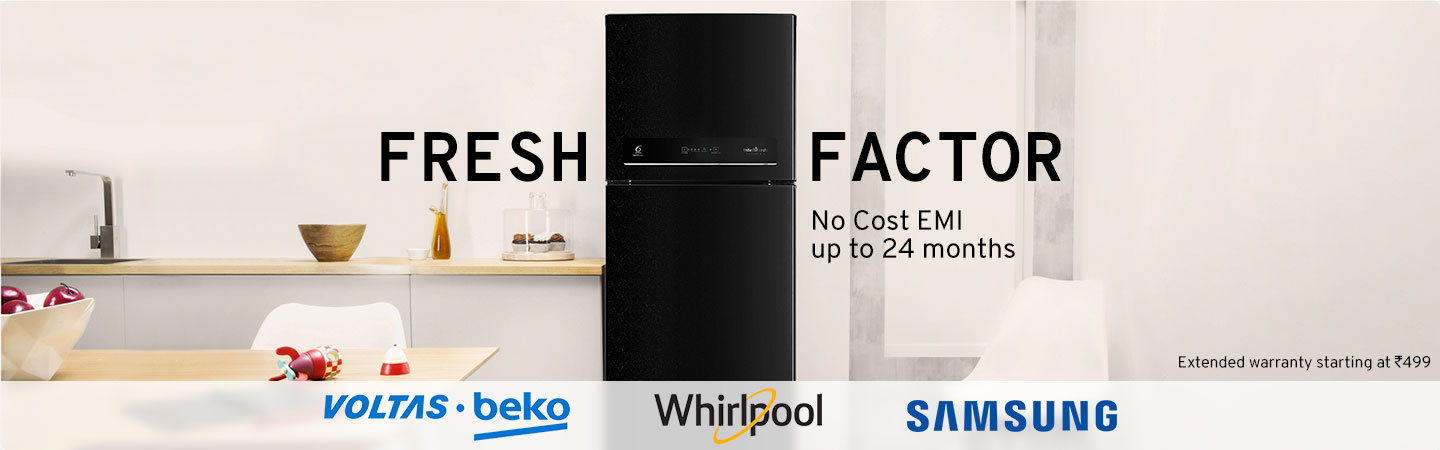 FRESH FACTOR
No Cost EMI
up to 24 months
Extended warranty starting at ₹499
VOLTAS · beko
Whirlpool
SAMSUNG